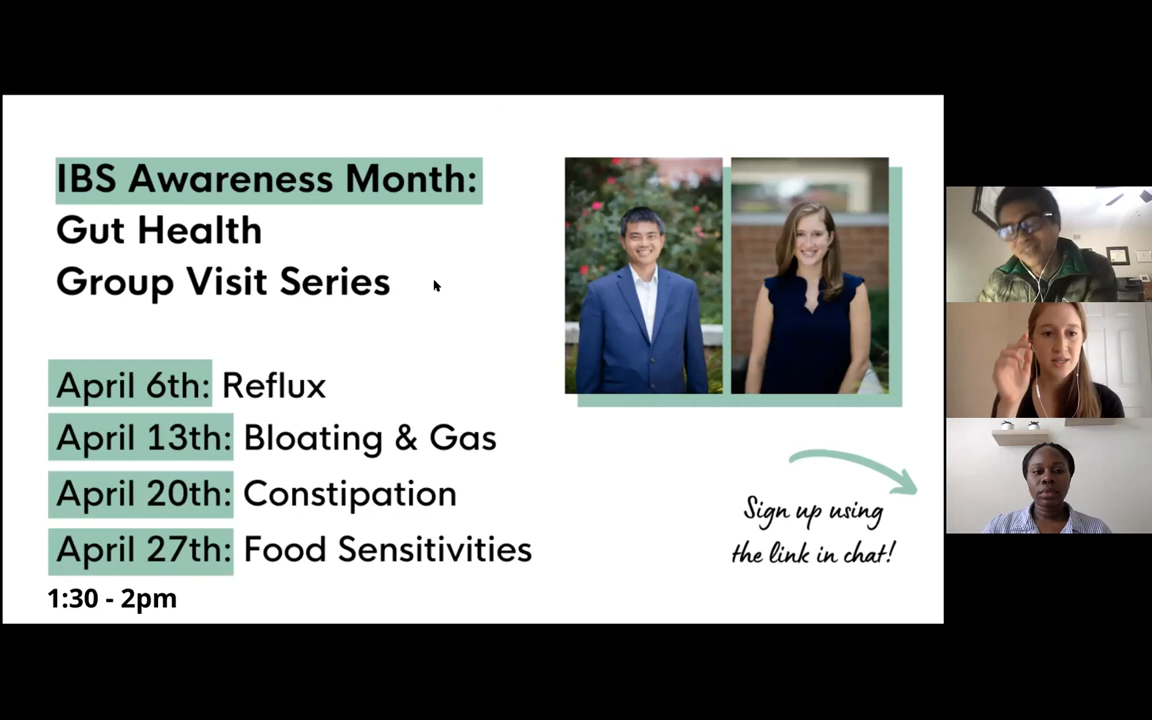 IBS Awareness Month:
Gut Health
Group Visit Series
April 6th: Reflux
April 13th: Bloating & Gas
April 20th: Constipation
April 27th: Food Sensitivities
1:30 - 2pm
Sign up using
the link in chat!